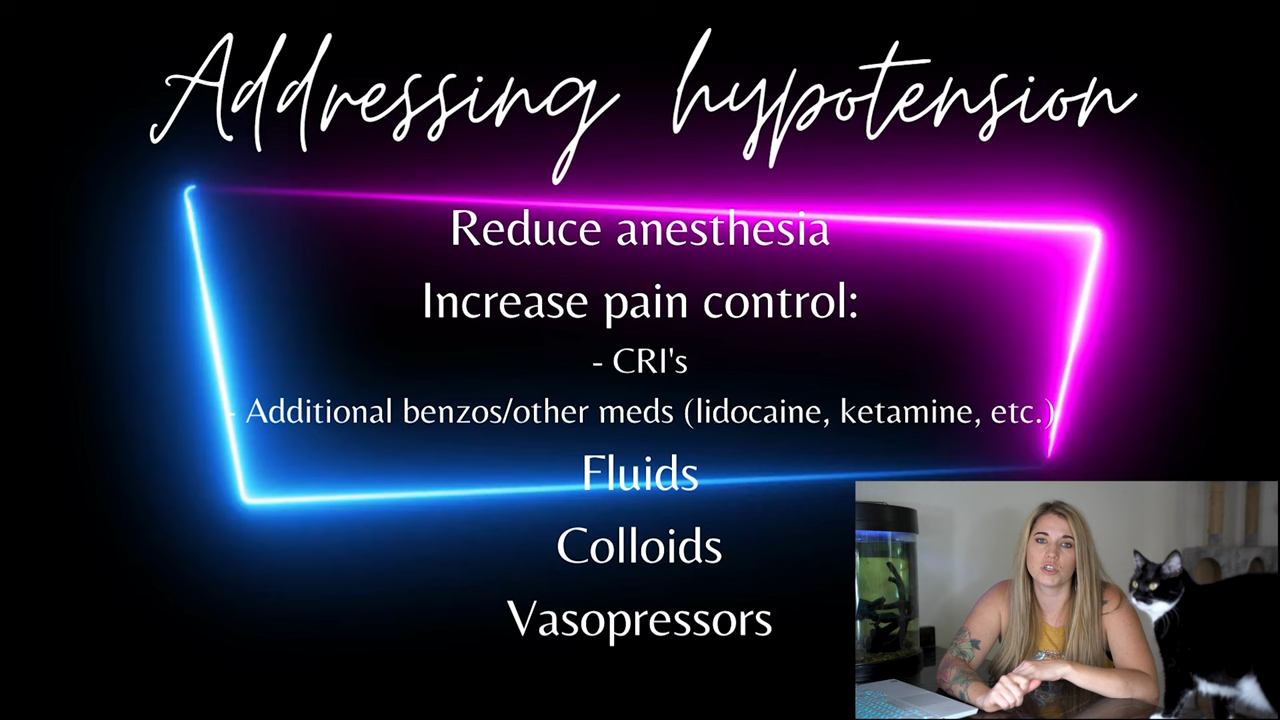 Addressing hypotension
Reduce anesthesia
Increase pain control:
- CRI's
- Additional benzos/other meds (lidocaine, ketamine, etc.)
Fluids
Colloids
Vasopressors